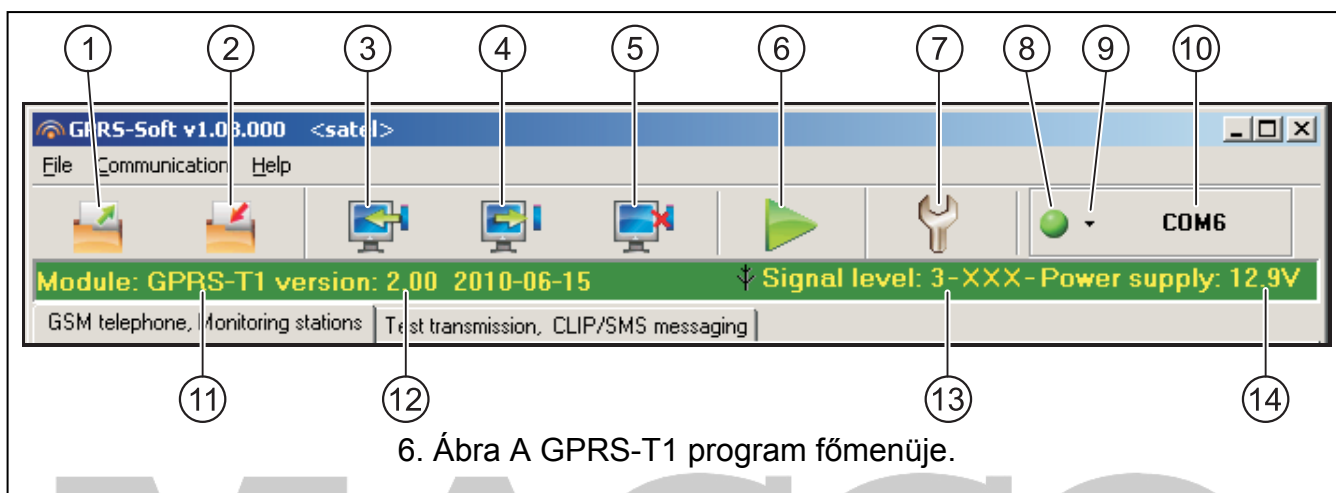 1 2 3 4 5 6 7 8 9 10
GPRS-Soft v1.03.000 <satel>
File Communication Help
COM6
Module: GPRS-T1 version: 2.00 2010-06-15 Signal level: 3-XXX- Power supply: 12.9V
GSM telephone, Monitoring stations Test transmission, CLIP/SMS messaging
11 12 13 14
6. Ábra A GPRS-T1 program főmenüje.